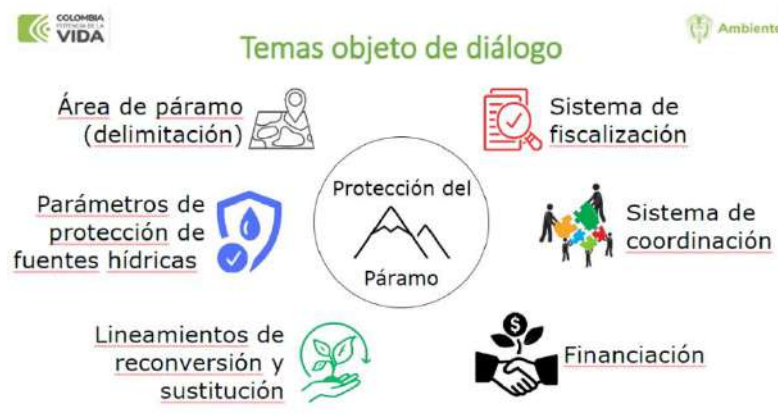 COLOMBIA
POTENCIA DE LA
VIDA
Ambiente
Temas objeto de diálogo
Área de páramo
(delimitación)
Sistema de
fiscalización
Parámetros de
protección de
fuentes hídricas
Protección del
Páramo
Sistema de
coordinación
Lineamientos de
reconversión y
sustitución
$
Financiación